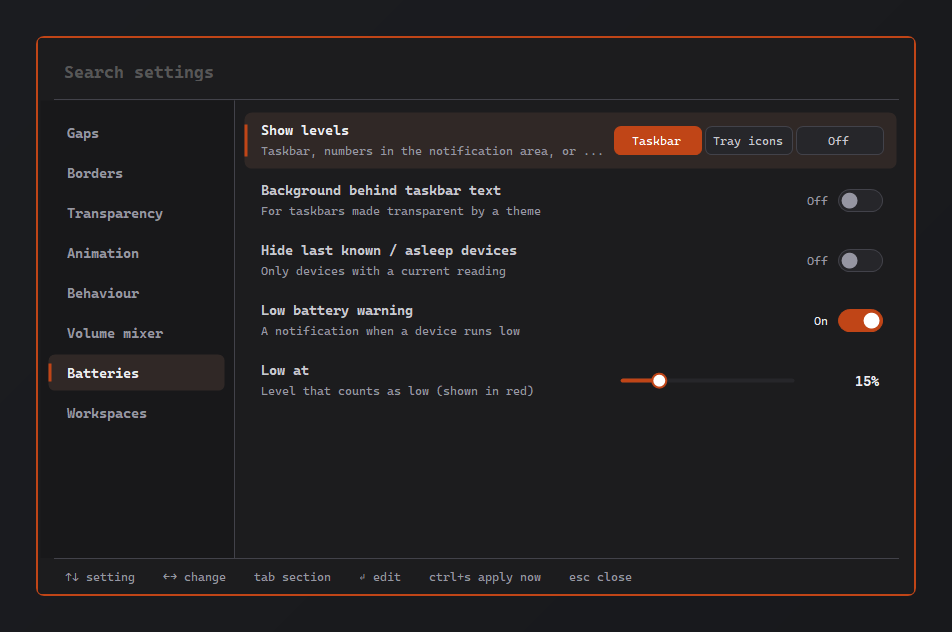 Search settings
Gaps
Borders
Transparency
Animation
Behaviour
Volume mixer
Batteries
Workspaces
Show levels
Taskbar, numbers in the notification area, or ...
Taskbar Tray icons Off
Background behind taskbar text
For taskbars made transparent by a theme
Off
Hide last known / asleep devices
Only devices with a current reading
Off
Low battery warning
A notification when a device runs low
On
Low at
Level that counts as low (shown in red)
15%
↑↓ setting ↔ change tab section ↲ edit ctrl+s apply now esc close